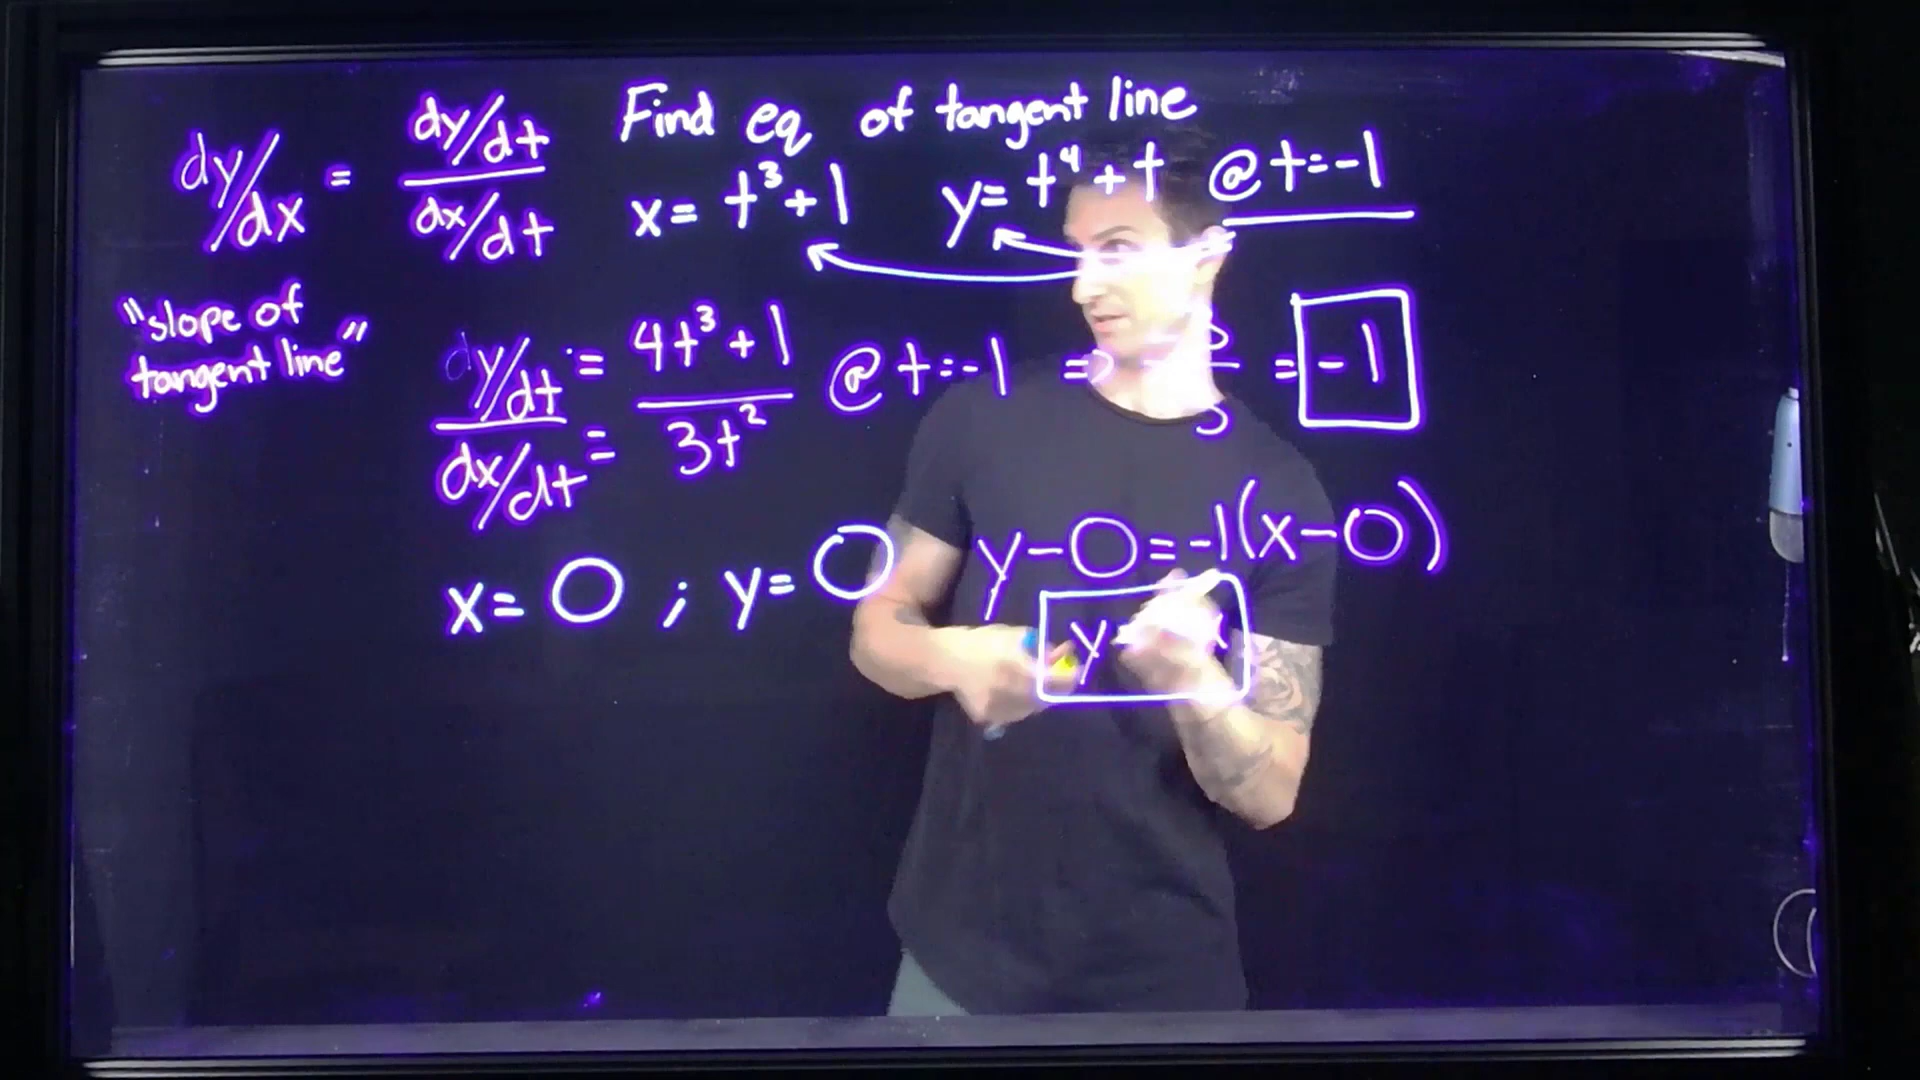 dy/dx = dy/dt / dx/dt
"slope of
tangent line"
Find eq of tangent line
x = t³+1 y = t⁴+t @ t=-1
dy/dt / dx/dt = 4t³+1 / 3t² @ t=-1 ⇒ = -1
x = 0 ; y = 0
y-0 = -1(x-0)
y